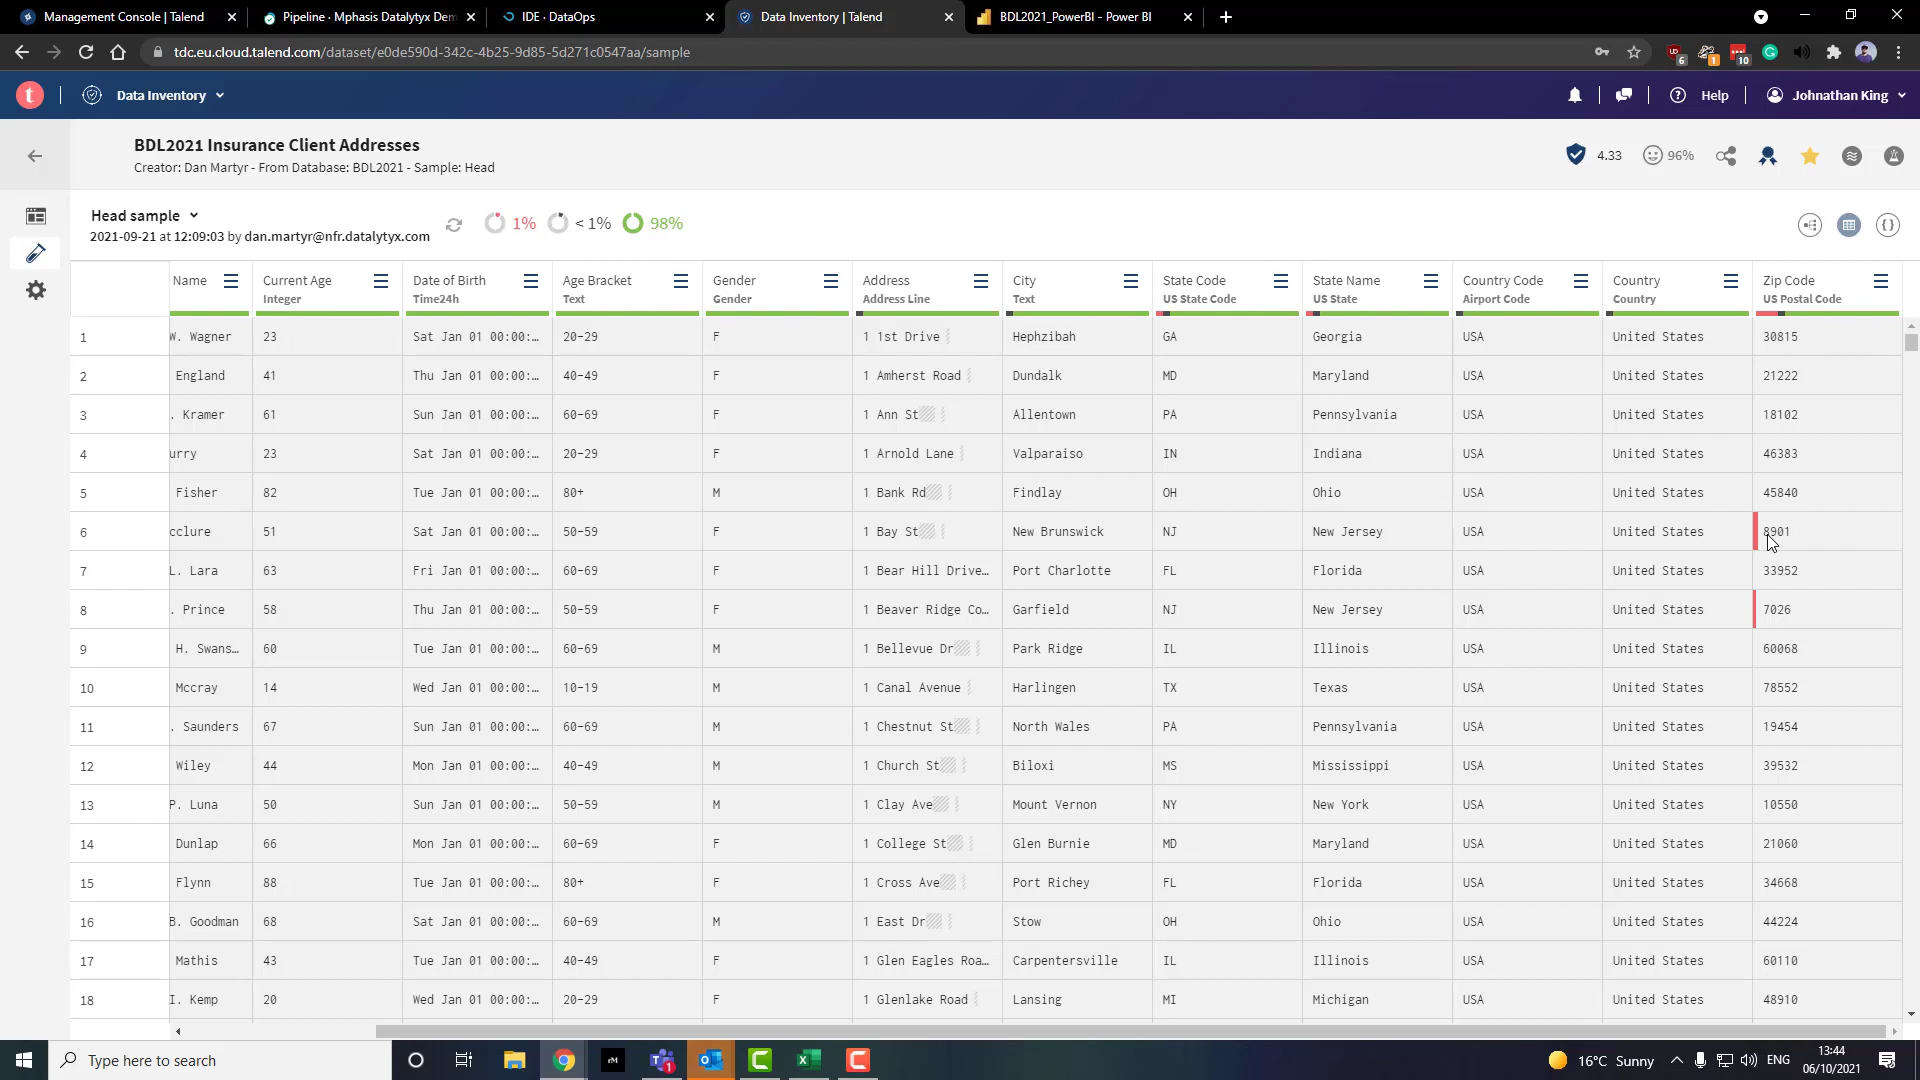 Management Console | Talend
Pipeline · Mphasis Datalytyx Dem
IDE · DataOps
Data Inventory | Talend
BDL2021_PowerBI - Power BI
tdc.eu.cloud.talend.com/dataset/e0de590d-342c-4b25-9d85-5d271c0547aa/sample
6 1 10
t Data Inventory Help Johnathan King
BDL2021 Insurance Client Addresses
Creator: Dan Martyr - From Database: BDL2021 - Sample: Head
4.33 96%
Head sample
2021-09-21 at 12:09:03 by dan.martyr@nfr.datalytyx.com
1% < 1% 98%
Name Current Age Date of Birth Age Bracket Gender Address City State Code State Name Country Code Country Zip Code
Integer Time24h Text Gender Address Line Text US State Code US State Airport Code Country US Postal Code
1 W. Wagner 23 Sat Jan 01 00:00:… 20-29 F 1 1st Drive Hephzibah GA Georgia USA United States 30815
2 England 41 Thu Jan 01 00:00:… 40-49 F 1 Amherst Road Dundalk MD Maryland USA United States 21222
3 . Kramer 61 Sun Jan 01 00:00:… 60-69 F 1 Ann St Allentown PA Pennsylvania USA United States 18102
4 urry 23 Sat Jan 01 00:00:… 20-29 F 1 Arnold Lane Valparaiso IN Indiana USA United States 46383
5 Fisher 82 Tue Jan 01 00:00:… 80+ M 1 Bank Rd Findlay OH Ohio USA United States 45840
6 cclure 51 Sat Jan 01 00:00:… 50-59 F 1 Bay St New Brunswick NJ New Jersey USA United States 8901
7 L. Lara 63 Fri Jan 01 00:00:… 60-69 F 1 Bear Hill Drive… Port Charlotte FL Florida USA United States 33952
8 . Prince 58 Thu Jan 01 00:00:… 50-59 F 1 Beaver Ridge Co… Garfield NJ New Jersey USA United States 7026
9 H. Swans… 60 Tue Jan 01 00:00:… 60-69 M 1 Bellevue Dr Park Ridge IL Illinois USA United States 60068
10 Mccray 14 Wed Jan 01 00:00:… 10-19 M 1 Canal Avenue Harlingen TX Texas USA United States 78552
11 . Saunders 67 Sun Jan 01 00:00:… 60-69 M 1 Chestnut St North Wales PA Pennsylvania USA United States 19454
12 Wiley 44 Mon Jan 01 00:00:… 40-49 M 1 Church St Biloxi MS Mississippi USA United States 39532
13 P. Luna 50 Sun Jan 01 00:00:… 50-59 M 1 Clay Ave Mount Vernon NY New York USA United States 10550
14 Dunlap 66 Mon Jan 01 00:00:… 60-69 F 1 College St Glen Burnie MD Maryland USA United States 21060
15 Flynn 88 Tue Jan 01 00:00:… 80+ F 1 Cross Ave Port Richey FL Florida USA United States 34668
16 B. Goodman 68 Sat Jan 01 00:00:… 60-69 M 1 East Dr Stow OH Ohio USA United States 44224
17 Mathis 43 Tue Jan 01 00:00:… 40-49 F 1 Glen Eagles Roa… Carpentersville IL Illinois USA United States 60110
18 I. Kemp 20 Wed Jan 01 00:00:… 20-29 F 1 Glenlake Road Lansing MI Michigan USA United States 48910
Type here to search
rM
1
16°C Sunny
ENG
13:44
06/10/2021